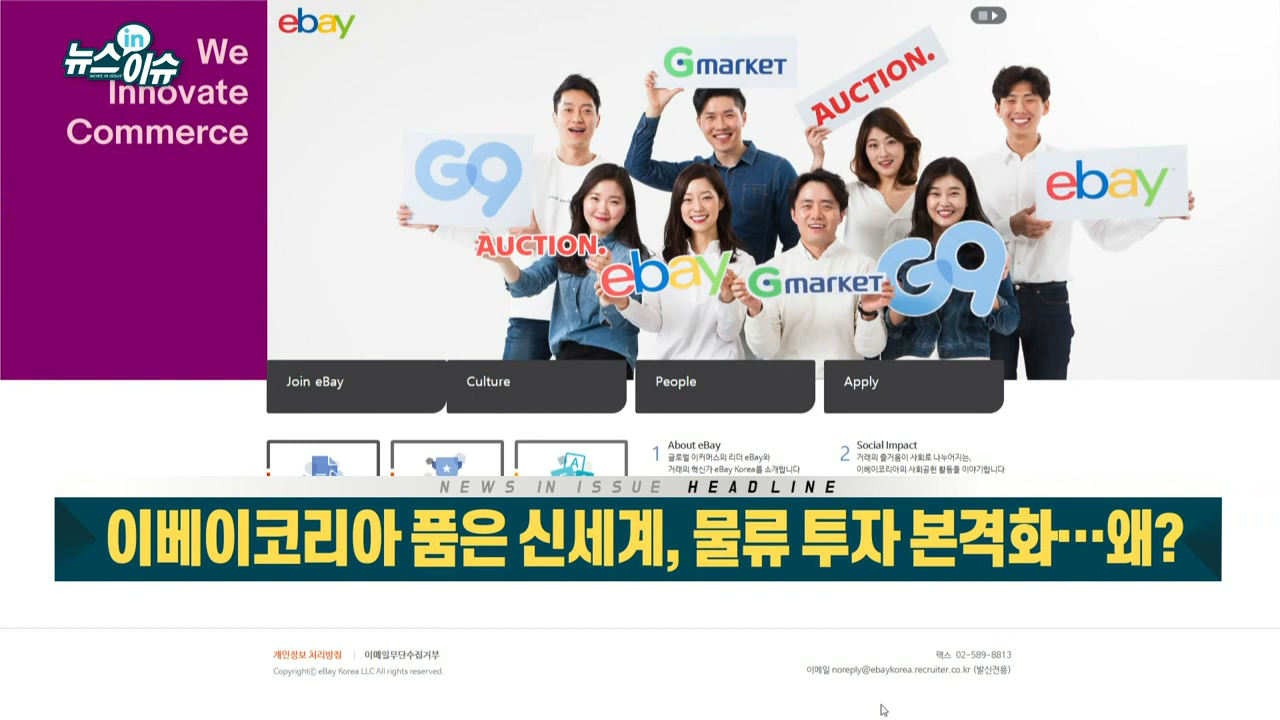 뉴스in이슈
NEWS IN ISSUE
We
Innovate
Commerce
ebay
Gmarket
AUCTION.
G9
ebay
AUCTION.
ebay
Gmarket
G9
Join eBay
Culture
People
Apply
1 About eBay
글로벌 이커머스의 리더 eBay와
거래의 혁신가 eBay Korea를 소개합니다
2 Social Impact
거래의 즐거움이 사회로 나누어지는,
이베이코리아의 사회공헌 활동을 이야기합니다
NEWS IN ISSUE HEADLINE
이베이코리아 품은 신세계, 물류 투자 본격화…왜?
개인정보 처리방침 | 이메일무단수집거부
Copyrightⓒ eBay Korea LLC All rights reserved.
팩스 02-589-8813
이메일 noreply@ebaykorea.recruiter.co.kr (발신전용)